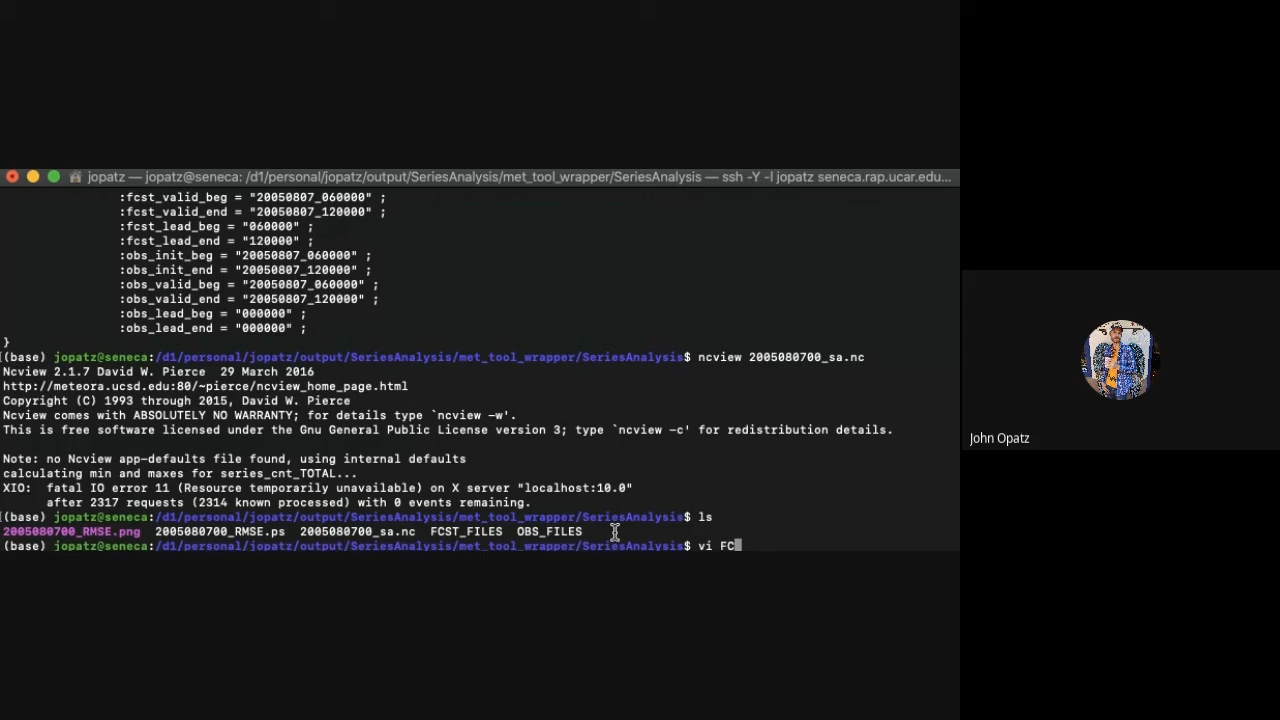 jopatz — jopatz@seneca: /d1/personal/jopatz/output/SeriesAnalysis/met_tool_wrapper/SeriesAnalysis — ssh -Y -l jopatz seneca.rap.ucar.edu...
:fcst_valid_beg = "20050807_060000" ;
:fcst_valid_end = "20050807_120000" ;
:fcst_lead_beg = "060000" ;
:fcst_lead_end = "120000" ;
:obs_init_beg = "20050807_060000" ;
:obs_init_end = "20050807_120000" ;
:obs_valid_beg = "20050807_060000" ;
:obs_valid_end = "20050807_120000" ;
:obs_lead_beg = "000000" ;
:obs_lead_end = "000000" ;
}
[(base) jopatz@seneca:/d1/personal/jopatz/output/SeriesAnalysis/met_tool_wrapper/SeriesAnalysis$ ncview 2005080700_sa.nc
Ncview 2.1.7 David W. Pierce  29 March 2016
http://meteora.ucsd.edu:80/~pierce/ncview_home_page.html
Copyright (C) 1993 through 2015, David W. Pierce
Ncview comes with ABSOLUTELY NO WARRANTY; for details type `ncview -w'.
This is free software licensed under the Gnu General Public License version 3; type `ncview -c' for redistribution details.
Note: no Ncview app-defaults file found, using internal defaults
calculating min and maxes for series_cnt_TOTAL...
XIO:  fatal IO error 11 (Resource temporarily unavailable) on X server "localhost:10.0"
after 2317 requests (2314 known processed) with 0 events remaining.
[(base) jopatz@seneca:/d1/personal/jopatz/output/SeriesAnalysis/met_tool_wrapper/SeriesAnalysis$ ls
2005080700_RMSE.png  2005080700_RMSE.ps  2005080700_sa.nc  FCST_FILES  OBS_FILES
(base) jopatz@seneca:/d1/personal/jopatz/output/SeriesAnalysis/met_tool_wrapper/SeriesAnalysis$ vi FC
John Opatz